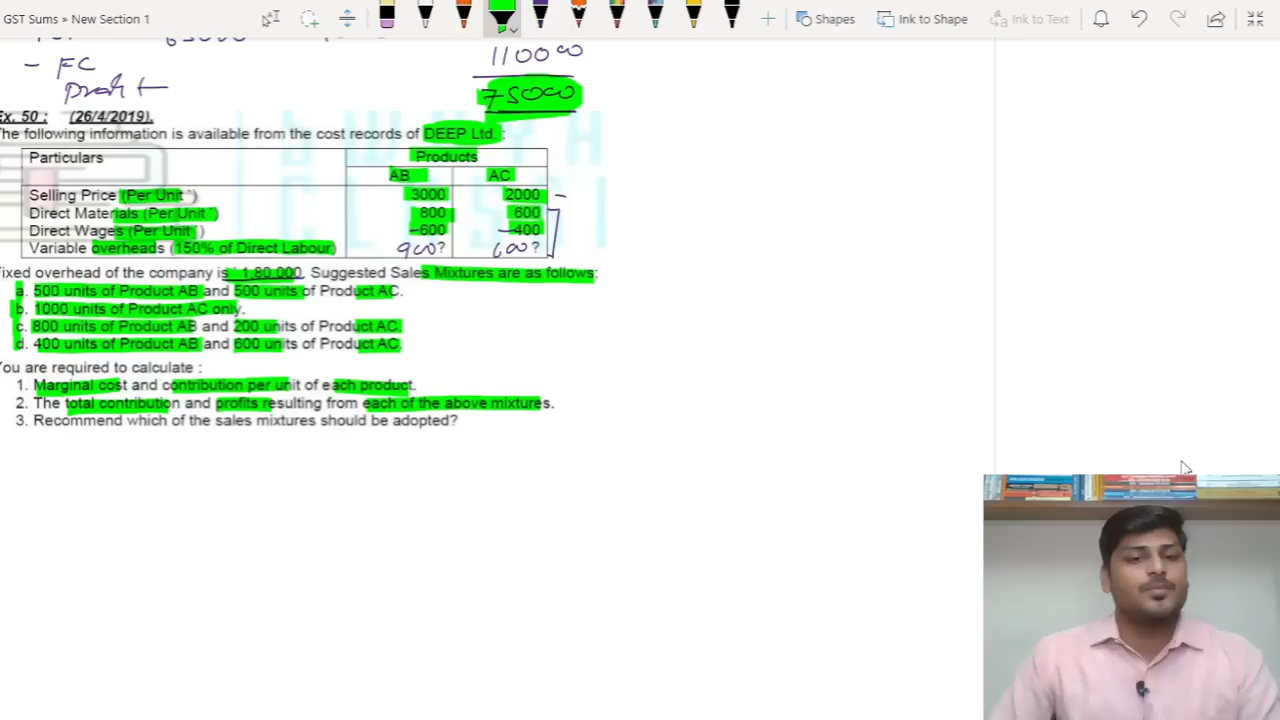 GST Sums » New Section 1
Shapes
Ink to Shape
Ink to Text
- FC
110000
Profit
75000
Ex. 50 : (26/4/2019).
The following information is available from the cost records of DEEP Ltd. :
Particulars Products
AB AC
Selling Price (Per Unit `) 3000 2000
Direct Materials (Per Unit `) 800 600
Direct Wages (Per Unit `) 600 400
Variable overheads (150% of Direct Labour) 900? 600?
Fixed overhead of the company is ` 1,80,000. Suggested Sales Mixtures are as follows:
a. 500 units of Product AB and 500 units of Product AC.
b. 1000 units of Product AC only.
c. 800 units of Product AB and 200 units of Product AC.
d. 400 units of Product AB and 600 units of Product AC.
You are required to calculate :
1. Marginal cost and contribution per unit of each product.
2. The total contribution and profits resulting from each of the above mixtures.
3. Recommend which of the sales mixtures should be adopted?